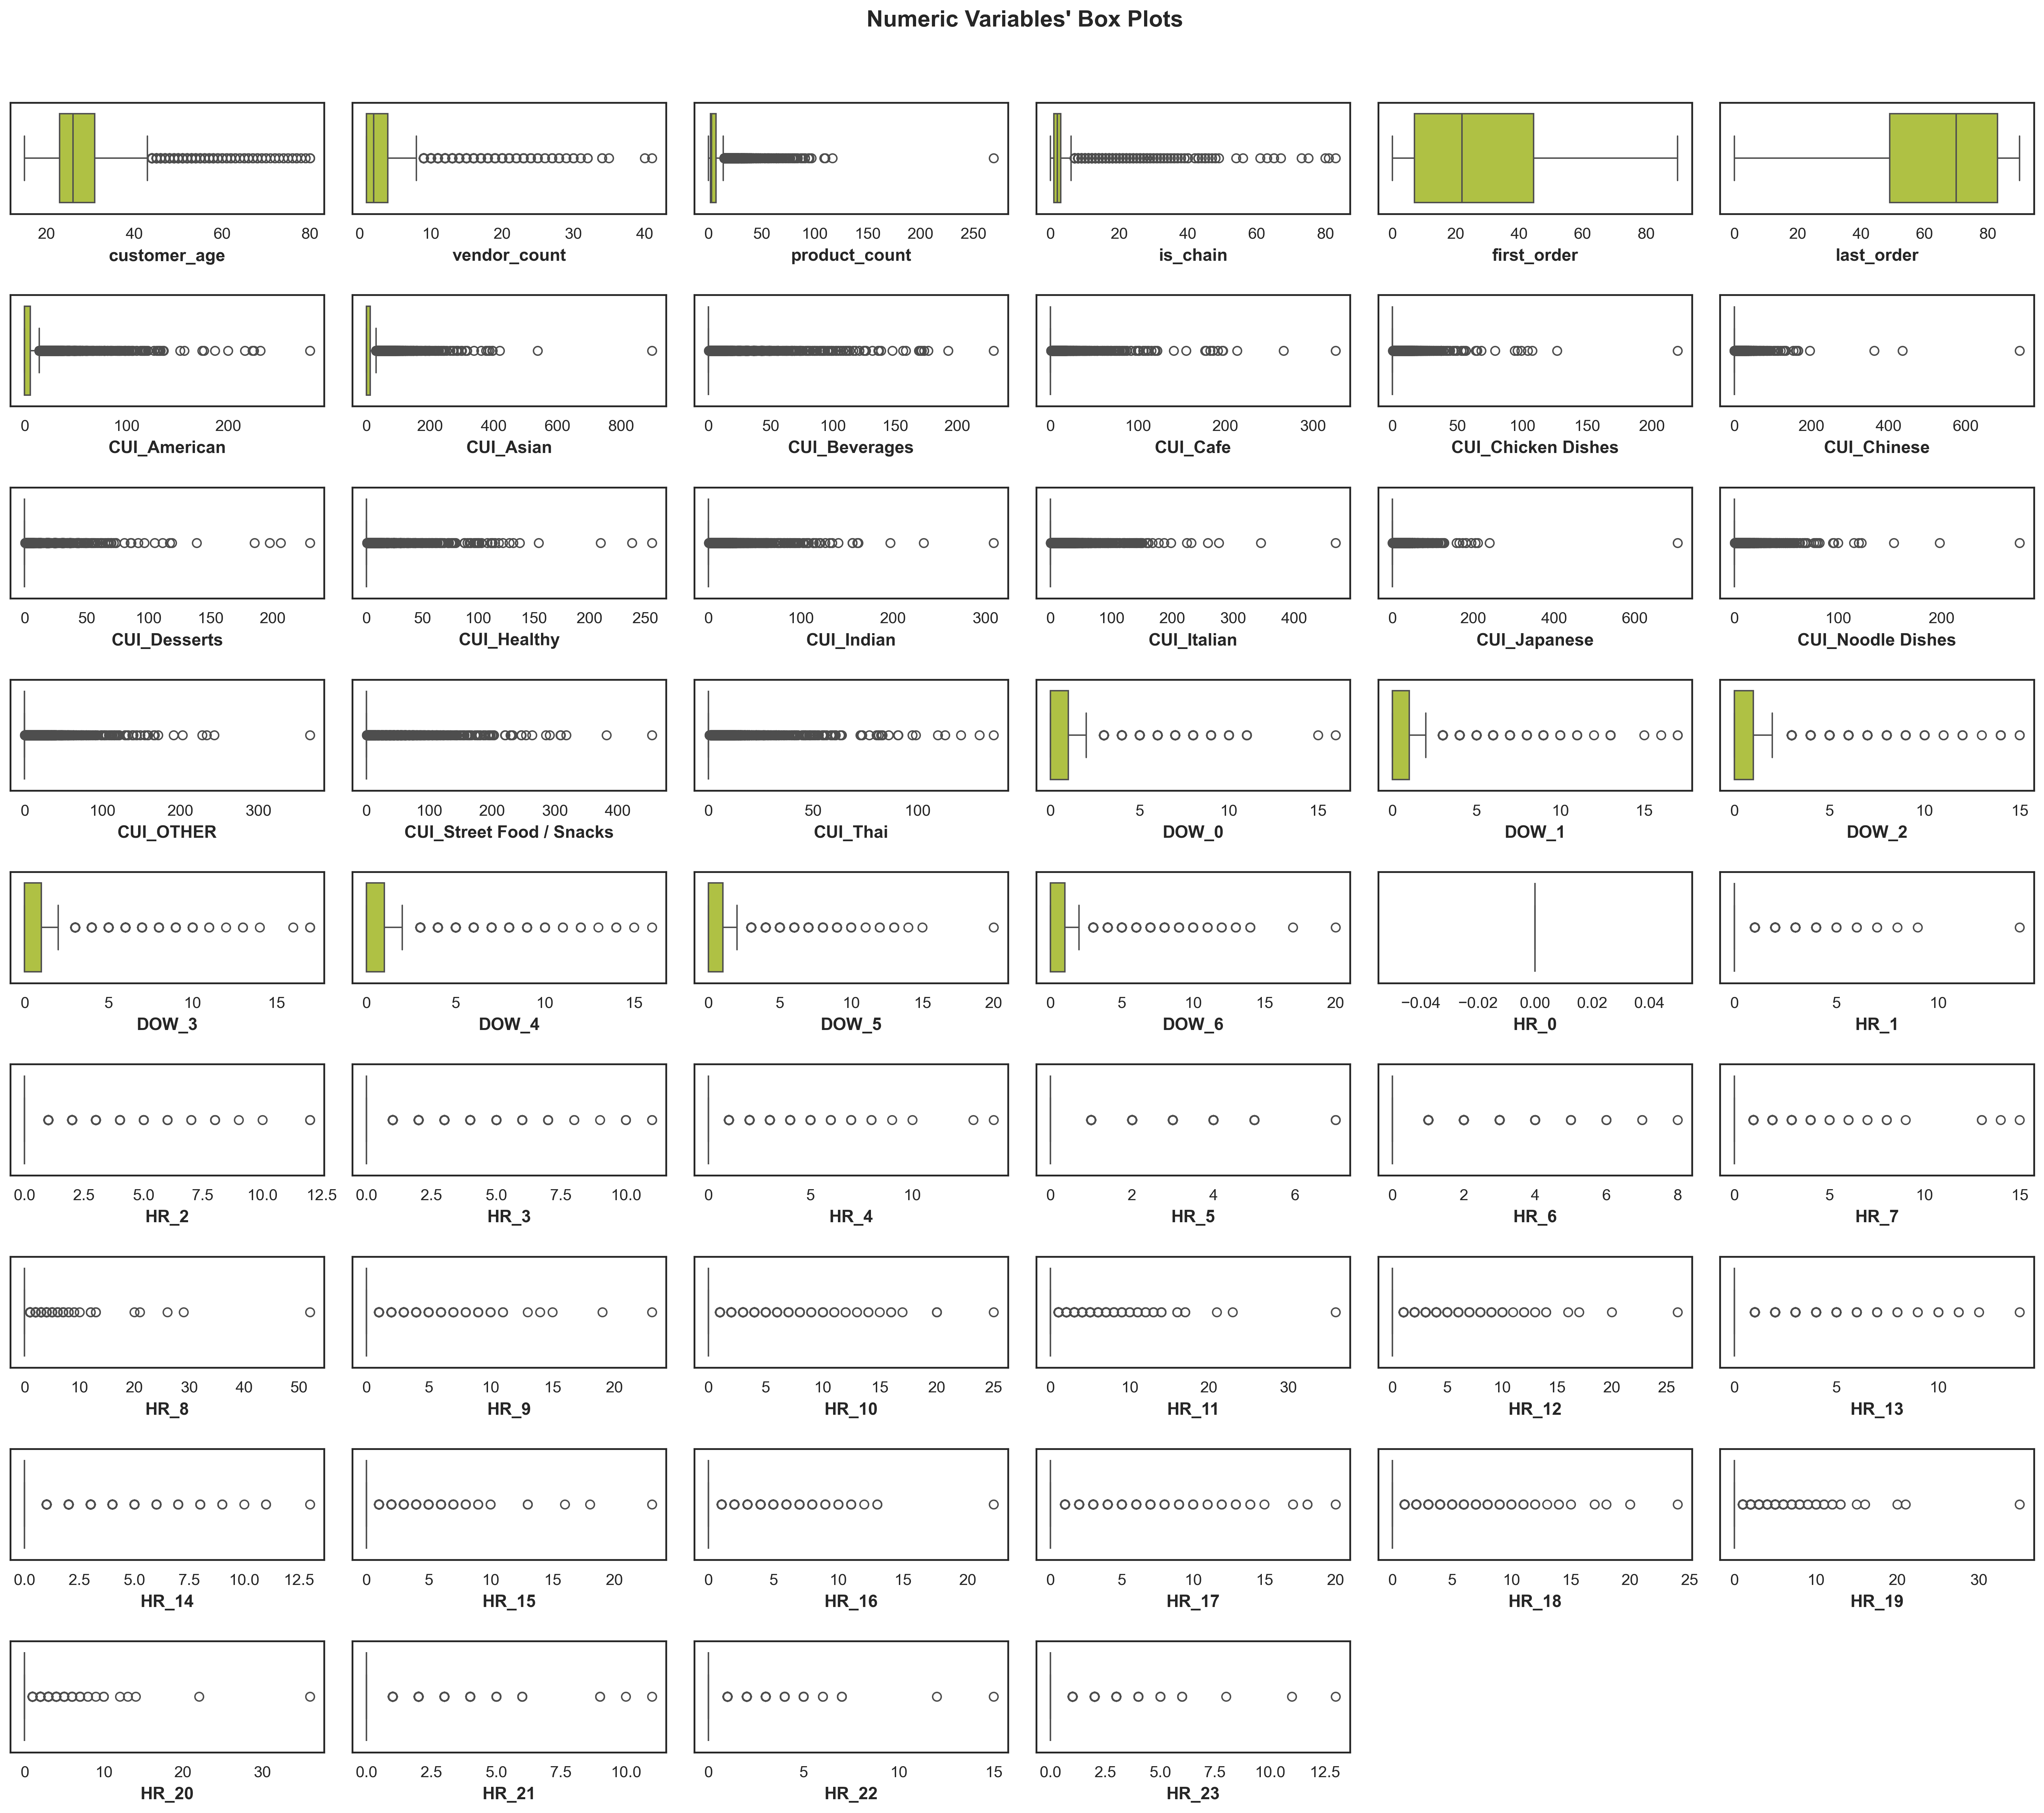 Numeric Variables' Box Plots
20 40 60 80 0 10 20 30 40 0 50 100 150 200 250 0 20 40 60 80 0 20 40 60 80 0 20 40 60 80
customer_age vendor_count product_count is_chain first_order last_order
0 100 200 0 200 400 600 800 0 50 100 150 200 0 100 200 300 0 50 100 150 200 0 200 400 600
CUI_American CUI_Asian CUI_Beverages CUI_Cafe CUI_Chicken Dishes CUI_Chinese
0 50 100 150 200 0 50 100 150 200 250 0 100 200 300 0 100 200 300 400 0 200 400 600 0 100 200
CUI_Desserts CUI_Healthy CUI_Indian CUI_Italian CUI_Japanese CUI_Noodle Dishes
0 100 200 300 0 100 200 300 400 0 50 100 0 5 10 15 0 5 10 15 0 5 10 15
CUI_OTHER CUI_Street Food / Snacks CUI_Thai DOW_0 DOW_1 DOW_2
0 5 10 15 0 5 10 15 0 5 10 15 20 0 5 10 15 20 −0.04 −0.02 0.00 0.02 0.04 0 5 10
DOW_3 DOW_4 DOW_5 DOW_6 HR_0 HR_1
0.0 2.5 5.0 7.5 10.0 12.5 0.0 2.5 5.0 7.5 10.0 0 5 10 0 2 4 6 0 2 4 6 8 0 5 10 15
HR_2 HR_3 HR_4 HR_5 HR_6 HR_7
0 10 20 30 40 50 0 5 10 15 20 0 5 10 15 20 25 0 10 20 30 0 5 10 15 20 25 0 5 10
HR_8 HR_9 HR_10 HR_11 HR_12 HR_13
0.0 2.5 5.0 7.5 10.0 12.5 0 5 10 15 20 0 5 10 15 20 0 5 10 15 20 0 5 10 15 20 25 0 10 20 30
HR_14 HR_15 HR_16 HR_17 HR_18 HR_19
0 10 20 30 0.0 2.5 5.0 7.5 10.0 0 5 10 15 0.0 2.5 5.0 7.5 10.0 12.5
HR_20 HR_21 HR_22 HR_23